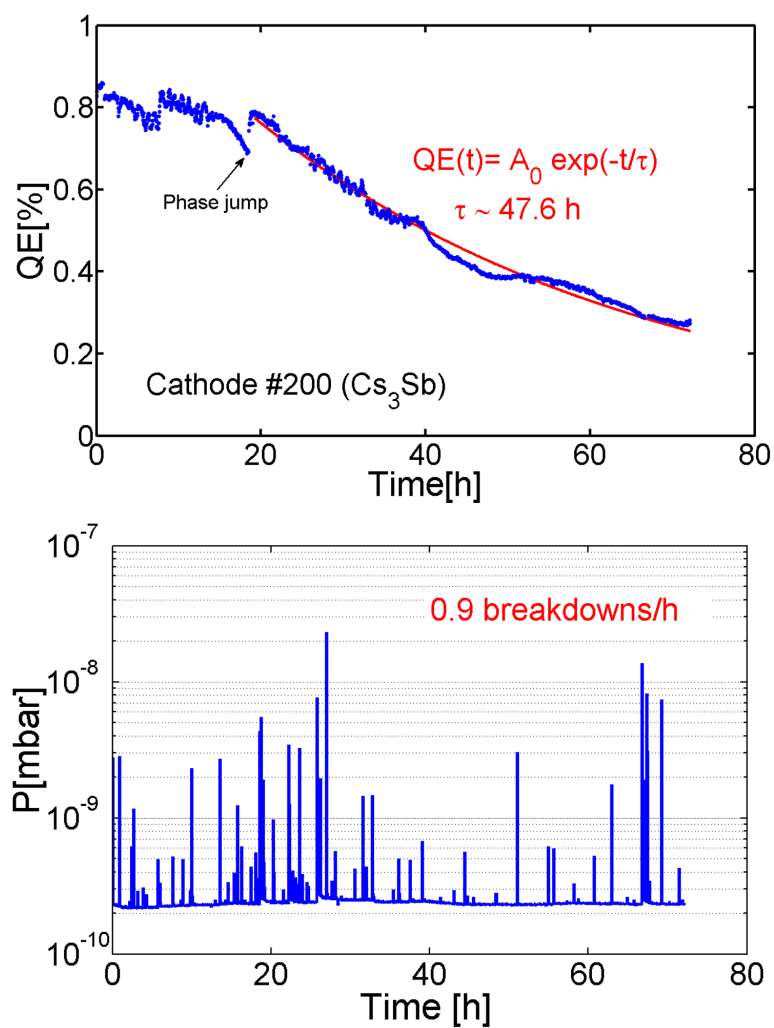 1
0.8
0.6
0.4
0.2
0
QE[%]
QE(t)= A₀ exp(-t/τ)
τ ~ 47.6 h
Phase jump
Cathode #200 (Cs₃Sb)
0 20 40 60 80
Time[h]
10⁻⁷
10⁻⁸
10⁻⁹
10⁻¹⁰
P[mbar]
0.9 breakdowns/h
0 20 40 60 80
Time [h]